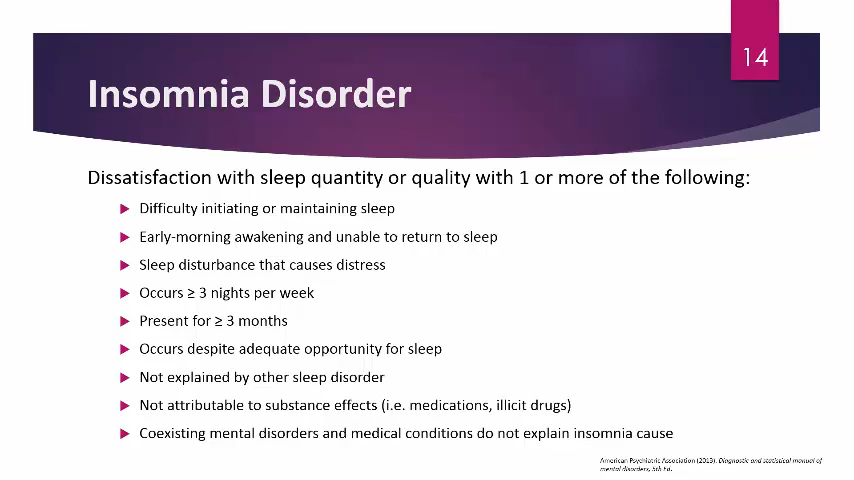 14
Insomnia Disorder
Dissatisfaction with sleep quantity or quality with 1 or more of the following:
Difficulty initiating or maintaining sleep
Early-morning awakening and unable to return to sleep
Sleep disturbance that causes distress
Occurs ≥ 3 nights per week
Present for ≥ 3 months
Occurs despite adequate opportunity for sleep
Not explained by other sleep disorder
Not attributable to substance effects (i.e. medications, illicit drugs)
Coexisting mental disorders and medical conditions do not explain insomnia cause
American Psychiatric Association (2013). Diagnostic and statistical manual of
mental disorders, 5th Ed.